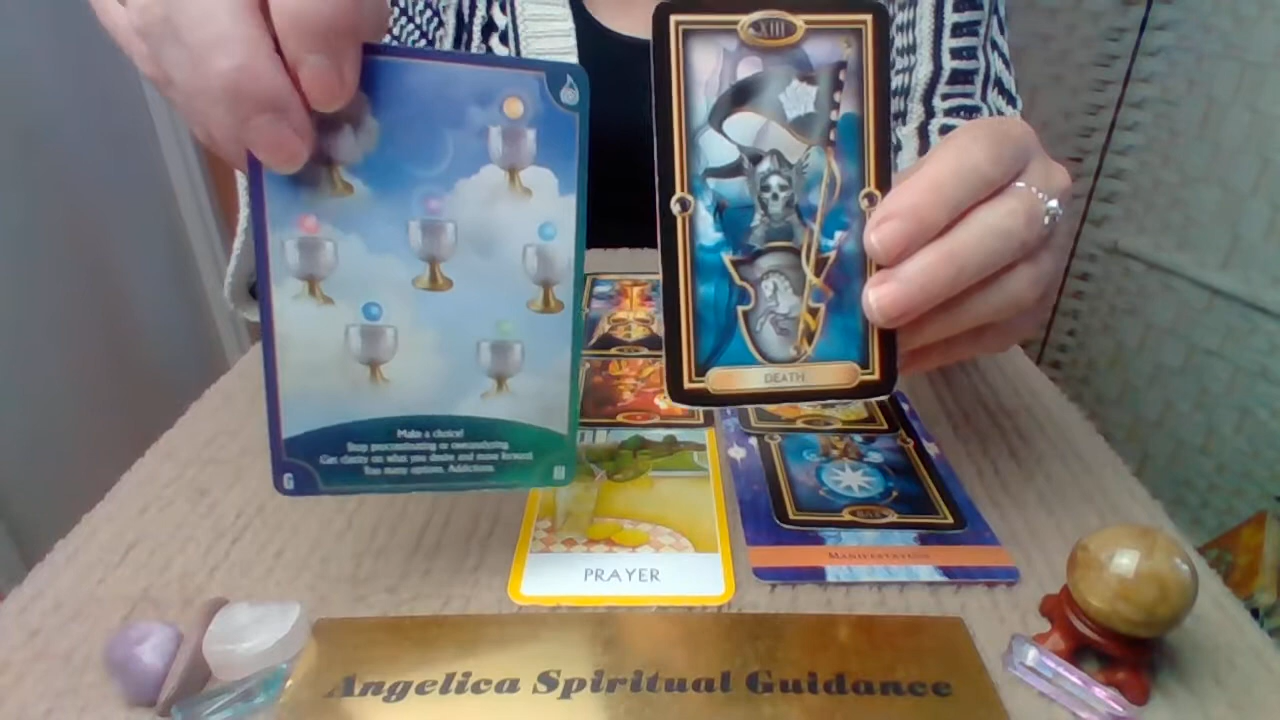 XIII
DEATH
Make a choice!
Stop procrastinating or overindulging.
Get clarity on what you desire and move forward.
Too many options. Addictions.
PRAYER
MANIFESTATION
Angelica Spiritual Guidance